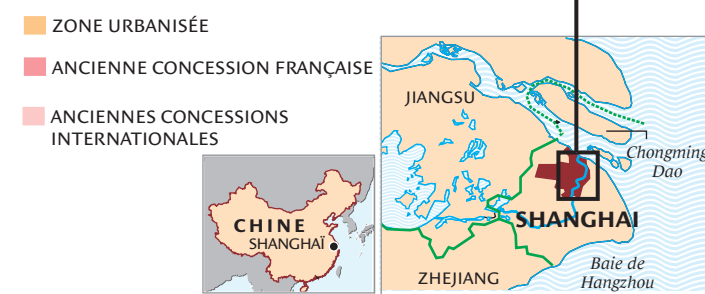 ZONE URBANISÉE
ANCIENNE CONCESSION FRANÇAISE
ANCIENNES CONCESSIONS
INTERNATIONALES
CHINE
SHANGHAÏ
JIANGSU
Chongming
Dao
SHANGHAI
ZHEJIANG
Baie de
Hangzhou